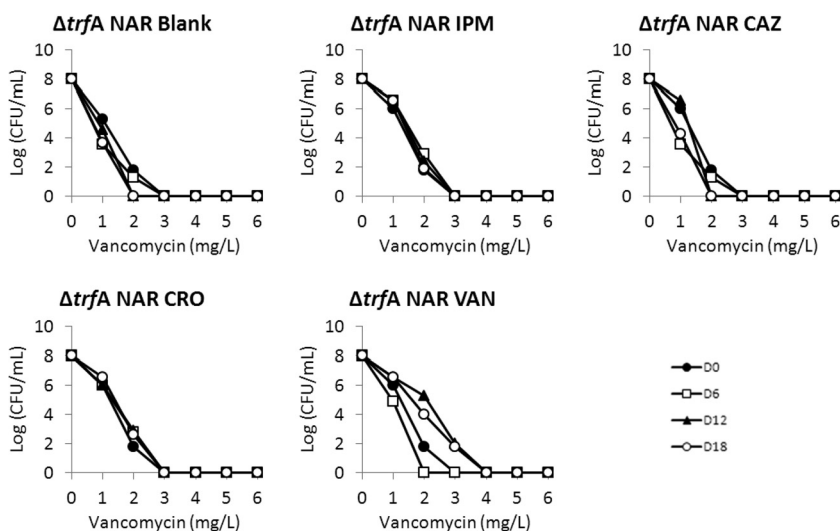 ΔtrfA NAR Blank
10
8
6
4
2
0
Log (CFU/mL)
0 1 2 3 4 5 6
Vancomycin (mg/L)
ΔtrfA NAR IPM
10
8
6
4
2
0
Log (CFU/mL)
0 1 2 3 4 5 6
Vancomycin (mg/L)
ΔtrfA NAR CAZ
10
8
6
4
2
0
Log (CFU/mL)
0 1 2 3 4 5 6
Vancomycin (mg/L)
ΔtrfA NAR CRO
10
8
6
4
2
0
Log (CFU/mL)
0 1 2 3 4 5 6
Vancomycin (mg/L)
ΔtrfA NAR VAN
10
8
6
4
2
0
Log (CFU/mL)
0 1 2 3 4 5 6
Vancomycin (mg/L)
D0
D6
D12
D18